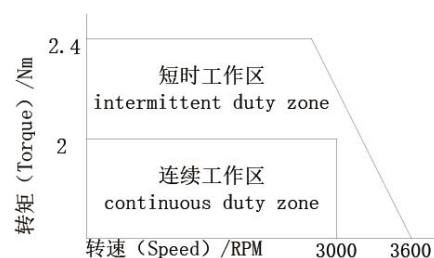 2.4
短时工作区
intermittent duty zone
2
连续工作区
continuous duty zone
转矩（Torque）/Nm
转速（Speed）/RPM
3000
3600